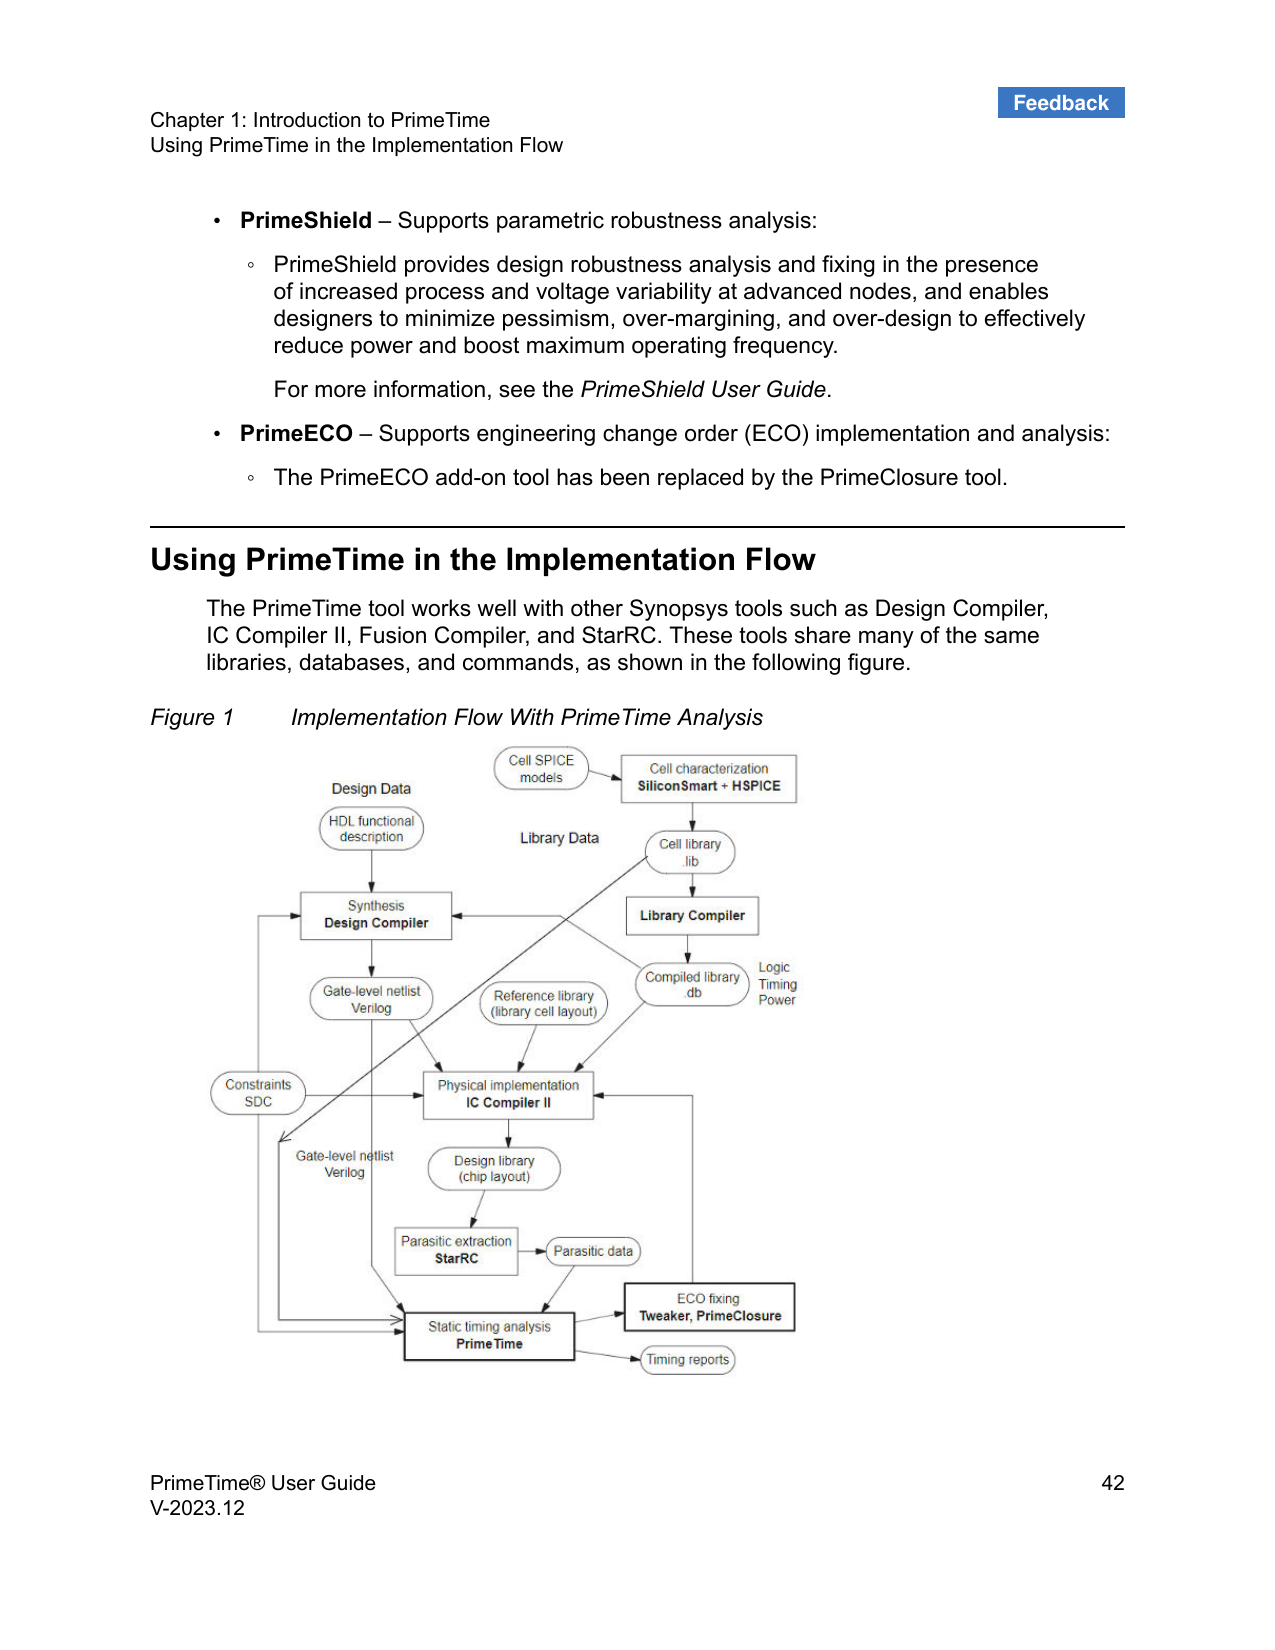 Feedback
Chapter 1: Introduction to PrimeTime
Using PrimeTime in the Implementation Flow
• PrimeShield – Supports parametric robustness analysis:
◦ PrimeShield provides design robustness analysis and fixing in the presence
of increased process and voltage variability at advanced nodes, and enables
designers to minimize pessimism, over-margining, and over-design to effectively
reduce power and boost maximum operating frequency.
For more information, see the PrimeShield User Guide.
• PrimeECO – Supports engineering change order (ECO) implementation and analysis:
◦ The PrimeECO add-on tool has been replaced by the PrimeClosure tool.
Using PrimeTime in the Implementation Flow
The PrimeTime tool works well with other Synopsys tools such as Design Compiler,
IC Compiler II, Fusion Compiler, and StarRC. These tools share many of the same
libraries, databases, and commands, as shown in the following figure.
Figure 1 Implementation Flow With PrimeTime Analysis
Cell SPICE
models
Cell characterization
SiliconSmart + HSPICE
Design Data
HDL functional
description
Library Data
Cell library
.lib
Synthesis
Design Compiler
Library Compiler
Gate-level netlist
Verilog
Reference library
(library cell layout)
Compiled library
.db
Logic
Timing
Power
Constraints
SDC
Physical implementation
IC Compiler II
Gate-level netlist
Verilog
Design library
(chip layout)
Parasitic extraction
StarRC
Parasitic data
ECO fixing
Tweaker, PrimeClosure
Static timing analysis
PrimeTime
Timing reports
PrimeTime® User Guide 42
V-2023.12